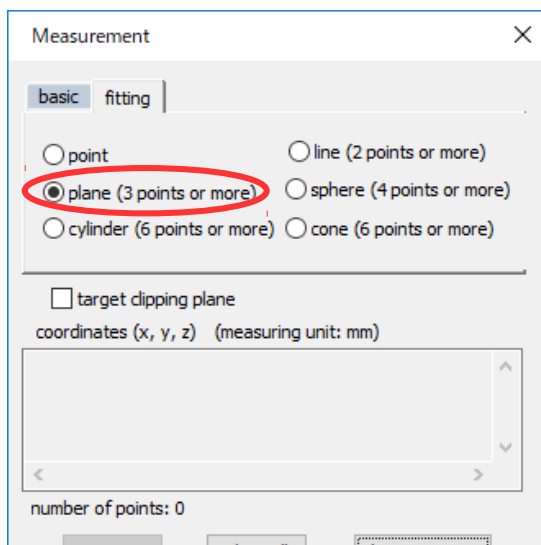 Measurement
basic fitting
point line (2 points or more)
plane (3 points or more) sphere (4 points or more)
cylinder (6 points or more) cone (6 points or more)
target clipping plane
coordinates (x, y, z) (measuring unit: mm)
number of points: 0